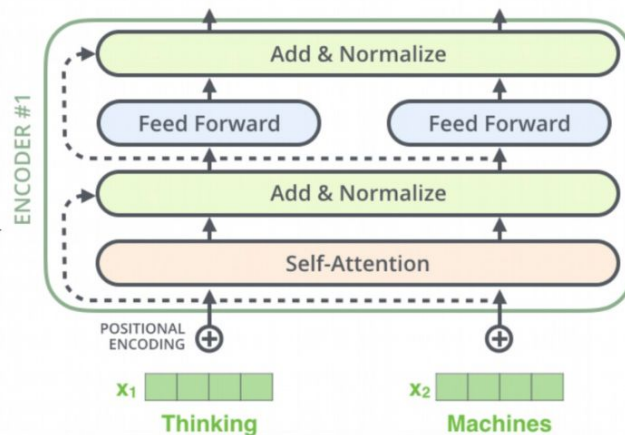 ENCODER #1
Add & Normalize
Feed Forward
Feed Forward
Add & Normalize
Self-Attention
POSITIONAL
ENCODING
x1
x2
Thinking
Machines